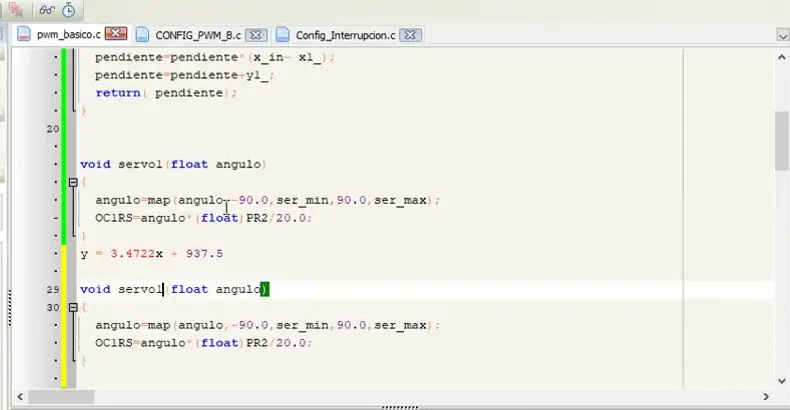 pwm_basico.c CONFIG_PWM_B.c Config_Interrupcion.c
pendiente=pendiente*(x_in- x1_);
pendiente=pendiente+y1_;
return( pendiente);
}
20
void servo1(float angulo)
{
angulo=map(angulo,-90.0,ser_min,90.0,ser_max);
OC1RS=angulo*(float)PR2/20.0;
}
y = 3.4722x + 937.5
29 void servo1(float angulo)
30 {
angulo=map(angulo,-90.0,ser_min,90.0,ser_max);
OC1RS=angulo*(float)PR2/20.0;
}